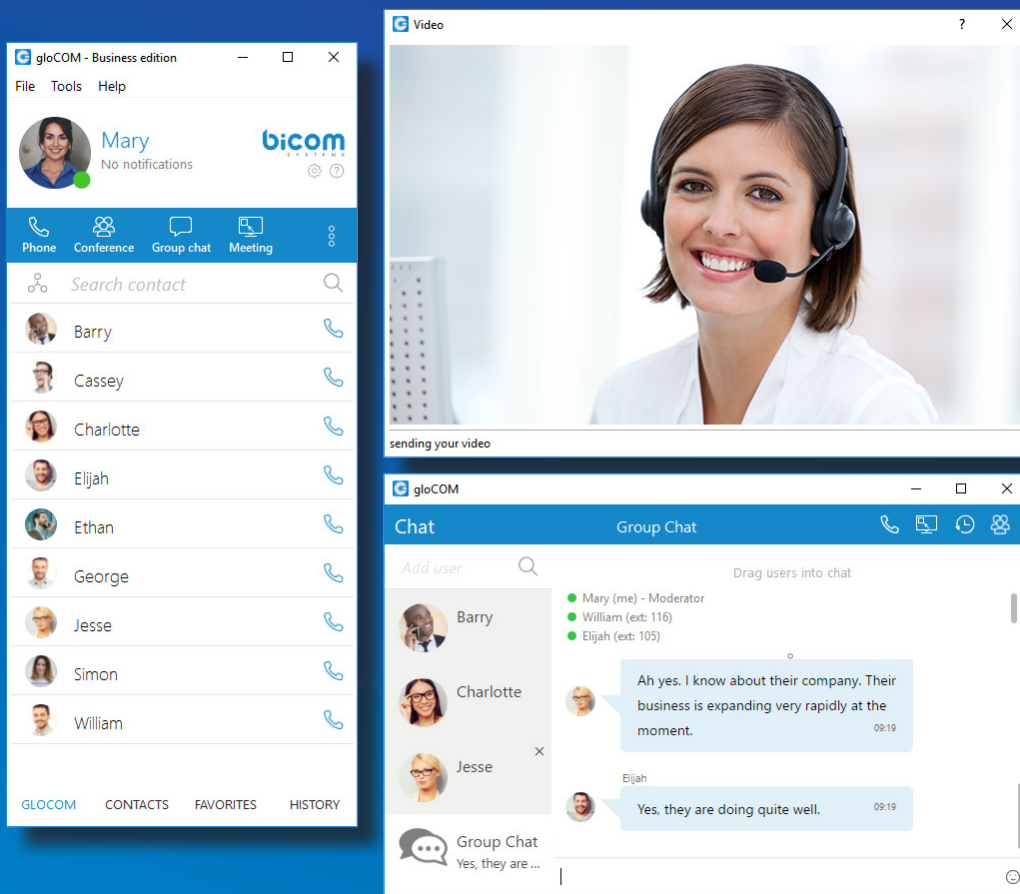 gloCOM - Business edition
File Tools Help
Mary
No notifications
bicom
SYSTEMS
Phone Conference Group chat Meeting
Search contact
Barry
Cassey
Charlotte
Elijah
Ethan
George
Jesse
Simon
William
GLOCOM CONTACTS FAVORITES HISTORY
Video
sending your video
gloCOM
Chat
Group Chat
Add user
Barry
Charlotte
Jesse
Group Chat
Yes, they are ...
Drag users into chat
Mary (me) - Moderator
William (ext: 116)
Elijah (ext: 105)
Ah yes. I know about their company. Their
business is expanding very rapidly at the
moment. 09:19
Elijah
Yes, they are doing quite well. 09:19